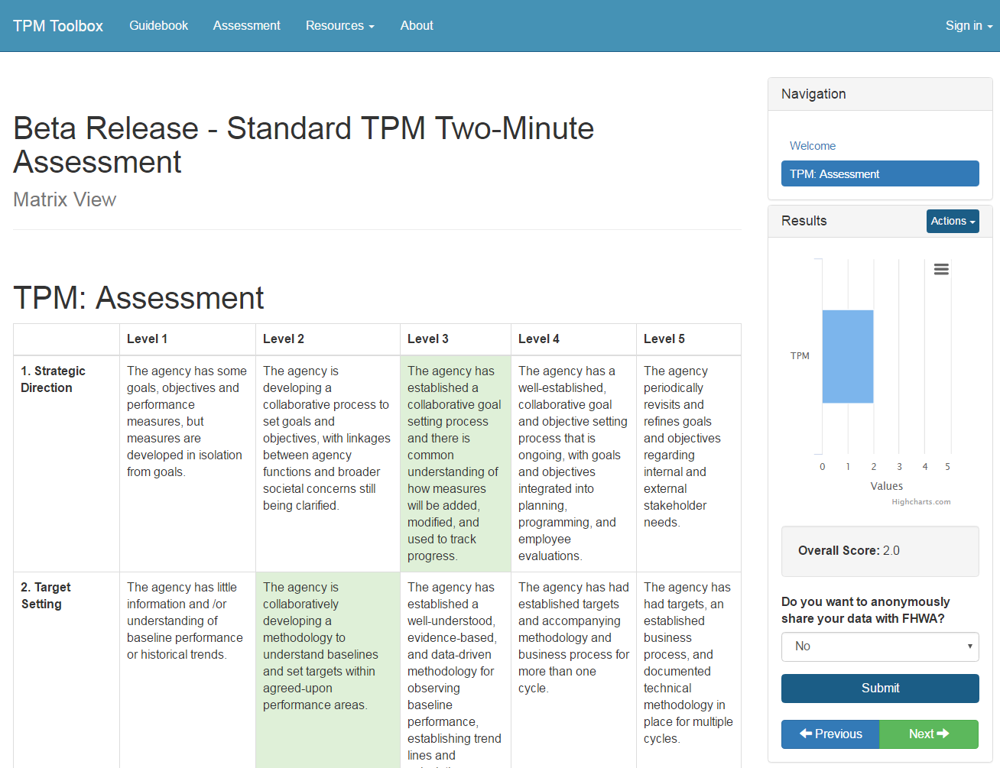 TPM Toolbox Guidebook Assessment Resources About Sign in
Beta Release - Standard TPM Two-Minute
Assessment
Matrix View
TPM: Assessment
Level 1 Level 2 Level 3 Level 4 Level 5
1. Strategic
Direction
The agency has some
goals, objectives and
performance
measures, but
measures are
developed in isolation
from goals.
The agency is
developing a
collaborative process to
set goals and
objectives, with linkages
between agency
functions and broader
societal concerns still
being clarified.
The agency has
established a
collaborative goal
setting process
and there is
common
understanding of
how measures
will be added,
modified, and
used to track
progress.
The agency has a
well-established,
collaborative goal
and objective setting
process that is
ongoing, with goals
and objectives
integrated into
planning,
programming, and
employee
evaluations.
The agency
periodically
revisits and
refines goals
and objectives
regarding
internal and
external
stakeholder
needs.
2. Target
Setting
The agency has little
information and /or
understanding of
baseline performance
or historical trends.
The agency is
collaboratively
developing a
methodology to
understand baselines
and set targets within
agreed-upon
performance areas.
The agency has
established a
well-understood,
evidence-based,
and data-driven
methodology for
observing
baseline
performance,
establishing trend
lines and
The agency has had
established targets
and accompanying
methodology and
business process for
more than one
cycle.
The agency has
had targets, an
established
business
process, and
documented
technical
methodology in
place for multiple
cycles.
Navigation
Welcome
TPM: Assessment
Results Actions
TPM
0 1 2 3 4 5
Values
Highcharts.com
Overall Score: 2.0
Do you want to anonymously
share your data with FHWA?
No
Submit
Previous Next